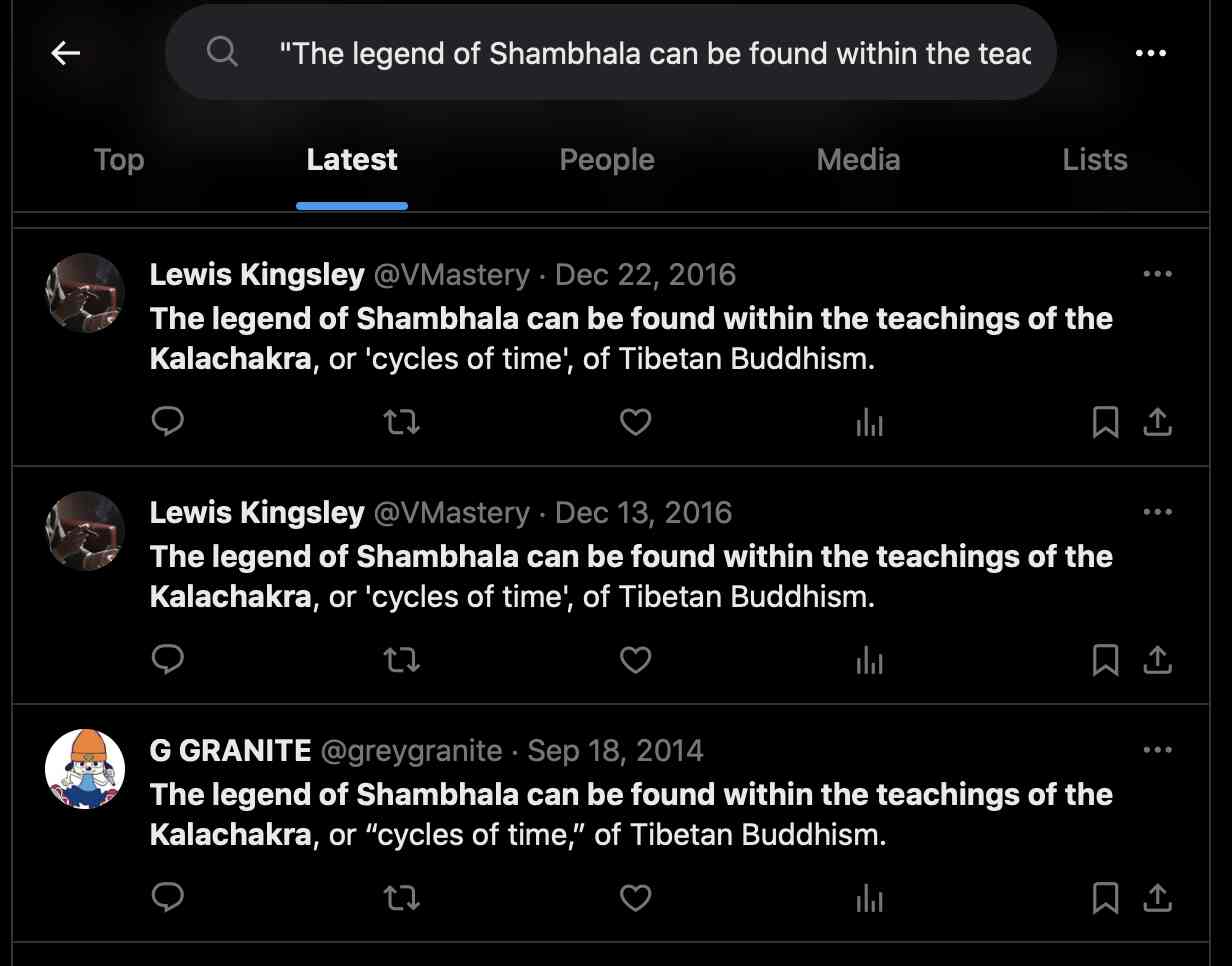 "The legend of Shambhala can be found within the teac
Top Latest People Media Lists
Lewis Kingsley @VMastery · Dec 22, 2016
The legend of Shambhala can be found within the teachings of the
Kalachakra, or 'cycles of time', of Tibetan Buddhism.
Lewis Kingsley @VMastery · Dec 13, 2016
The legend of Shambhala can be found within the teachings of the
Kalachakra, or 'cycles of time', of Tibetan Buddhism.
G GRANITE @greygranite · Sep 18, 2014
The legend of Shambhala can be found within the teachings of the
Kalachakra, or “cycles of time,” of Tibetan Buddhism.